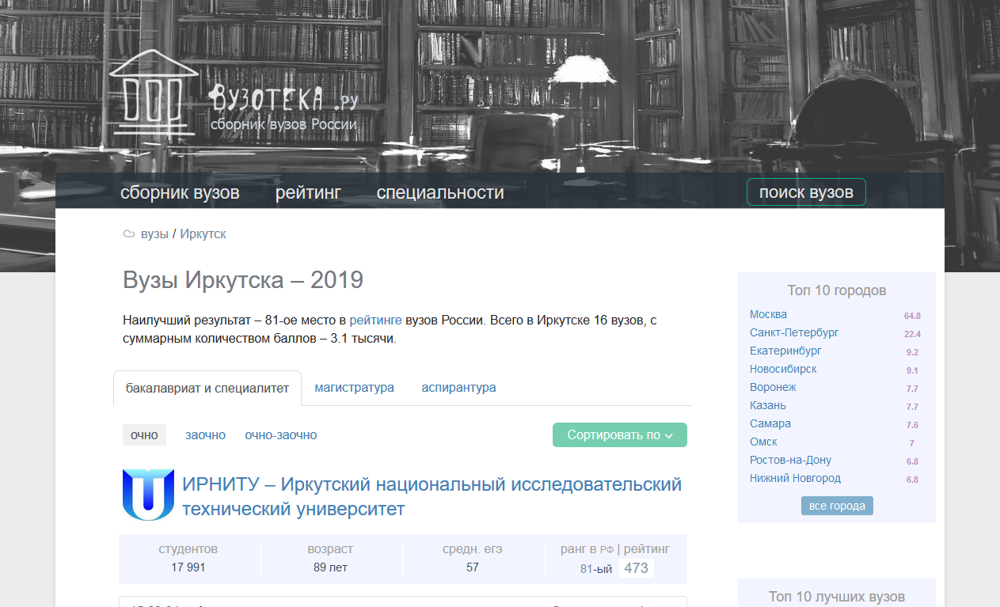 Вузотека .ру
сборник вузов России
сборник вузов рейтинг специальности поиск вузов
вузы / Иркутск
Вузы Иркутска – 2019
Наилучший результат – 81-ое место в рейтинге вузов России. Всего в Иркутске 16 вузов, с
суммарным количеством баллов – 3.1 тысячи.
бакалавриат и специалитет магистратура аспирантура
очно заочно очно-заочно Сортировать по
ИРНИТУ – Иркутский национальный исследовательский
технический университет
студентов возраст средн. егэ ранг в РФ | рейтинг
17 991 89 лет 57 81-ый 473
Топ 10 городов
Москва 64.8
Санкт-Петербург 22.4
Екатеринбург 9.2
Новосибирск 9.1
Воронеж 7.7
Казань 7.7
Самара 7.6
Омск 7
Ростов-на-Дону 6.8
Нижний Новгород 6.8
все города
Топ 10 лучших вузов